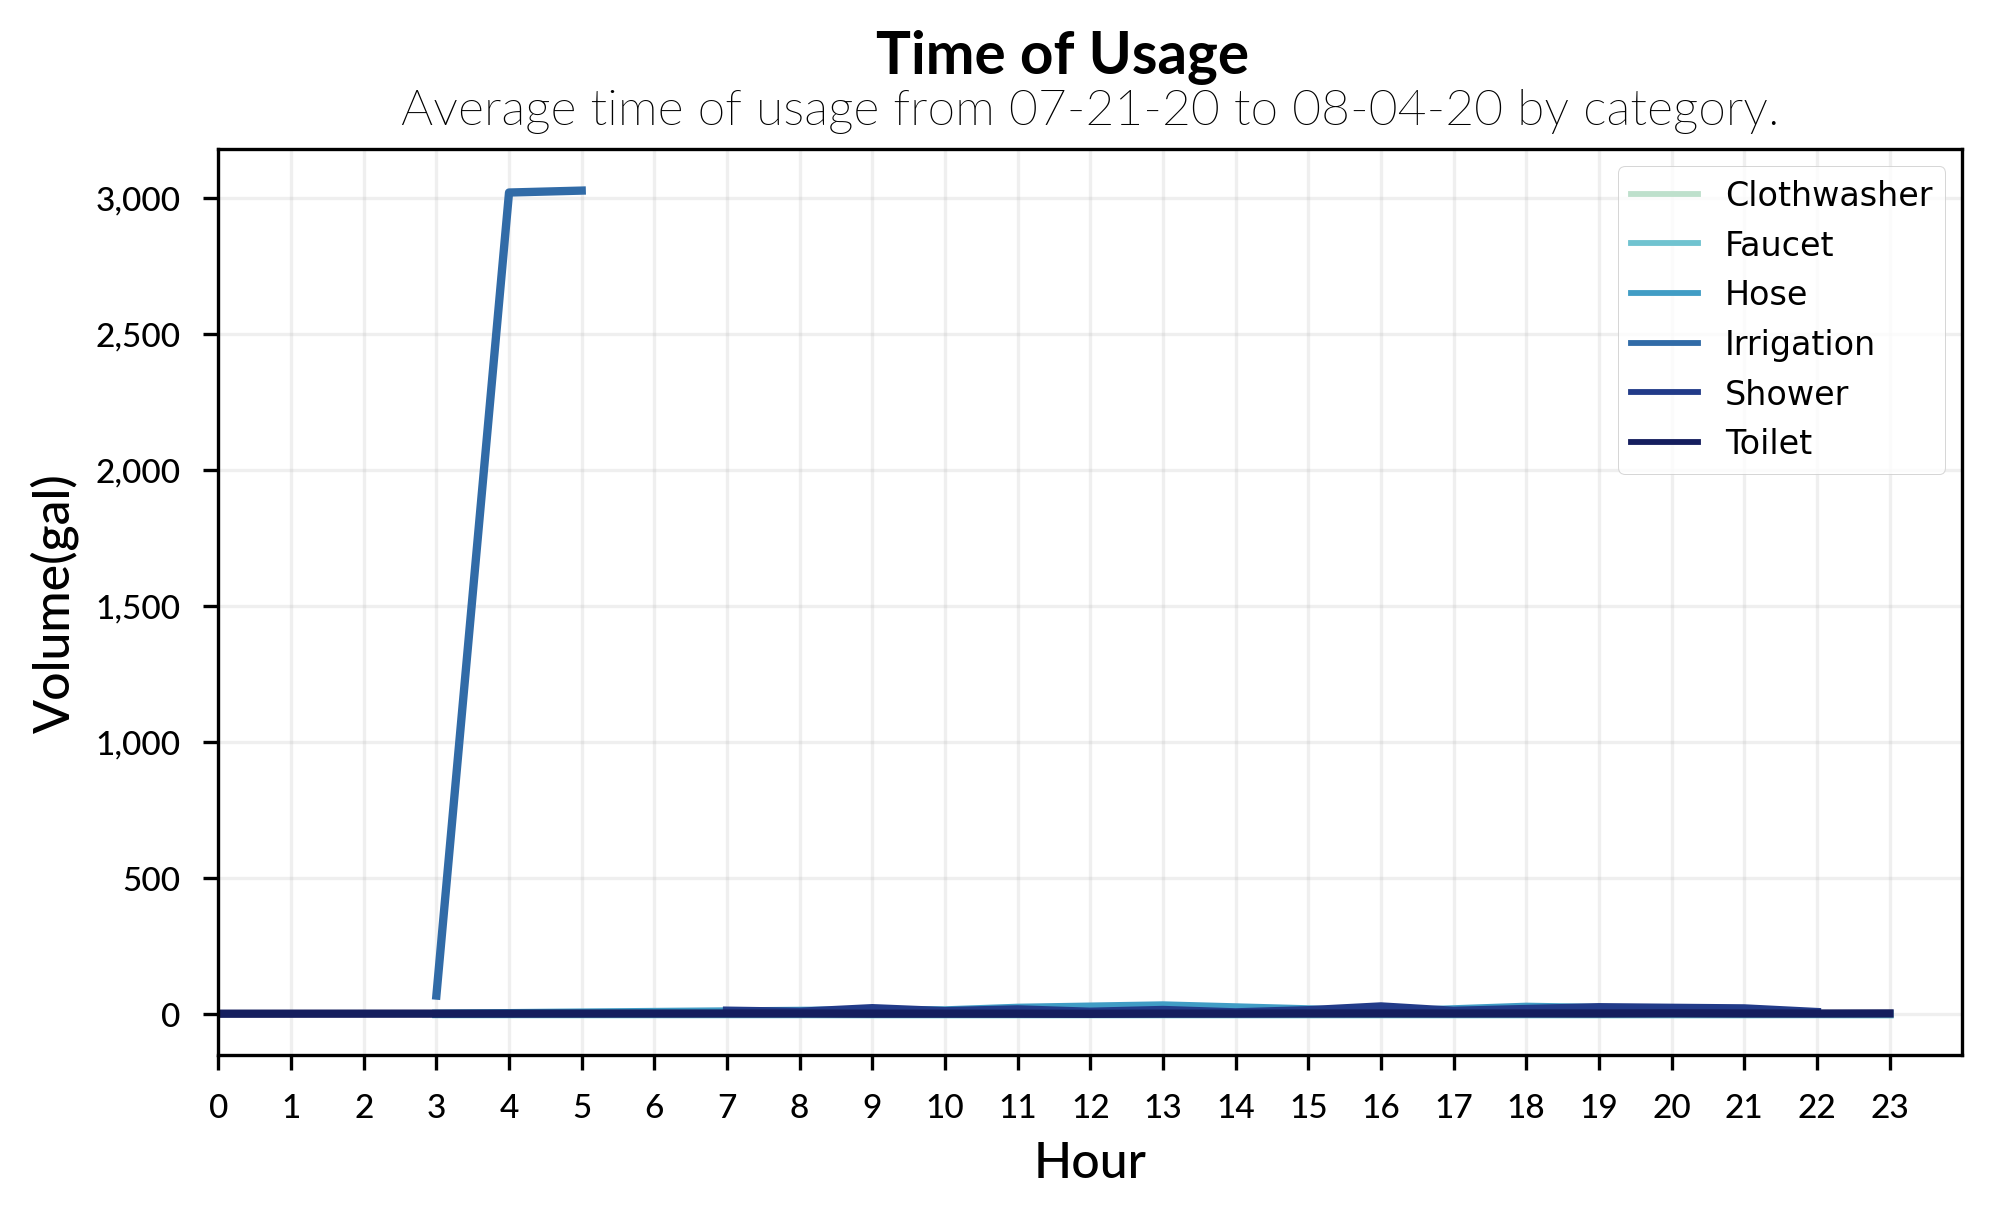 Time of Usage
Average time of usage from 07-21-20 to 08-04-20 by category.
Clothwasher
Faucet
Hose
Irrigation
Shower
Toilet
Volume(gal)
3,000
2,500
2,000
1,500
1,000
500
0
0 1 2 3 4 5 6 7 8 9 10 11 12 13 14 15 16 17 18 19 20 21 22 23
Hour